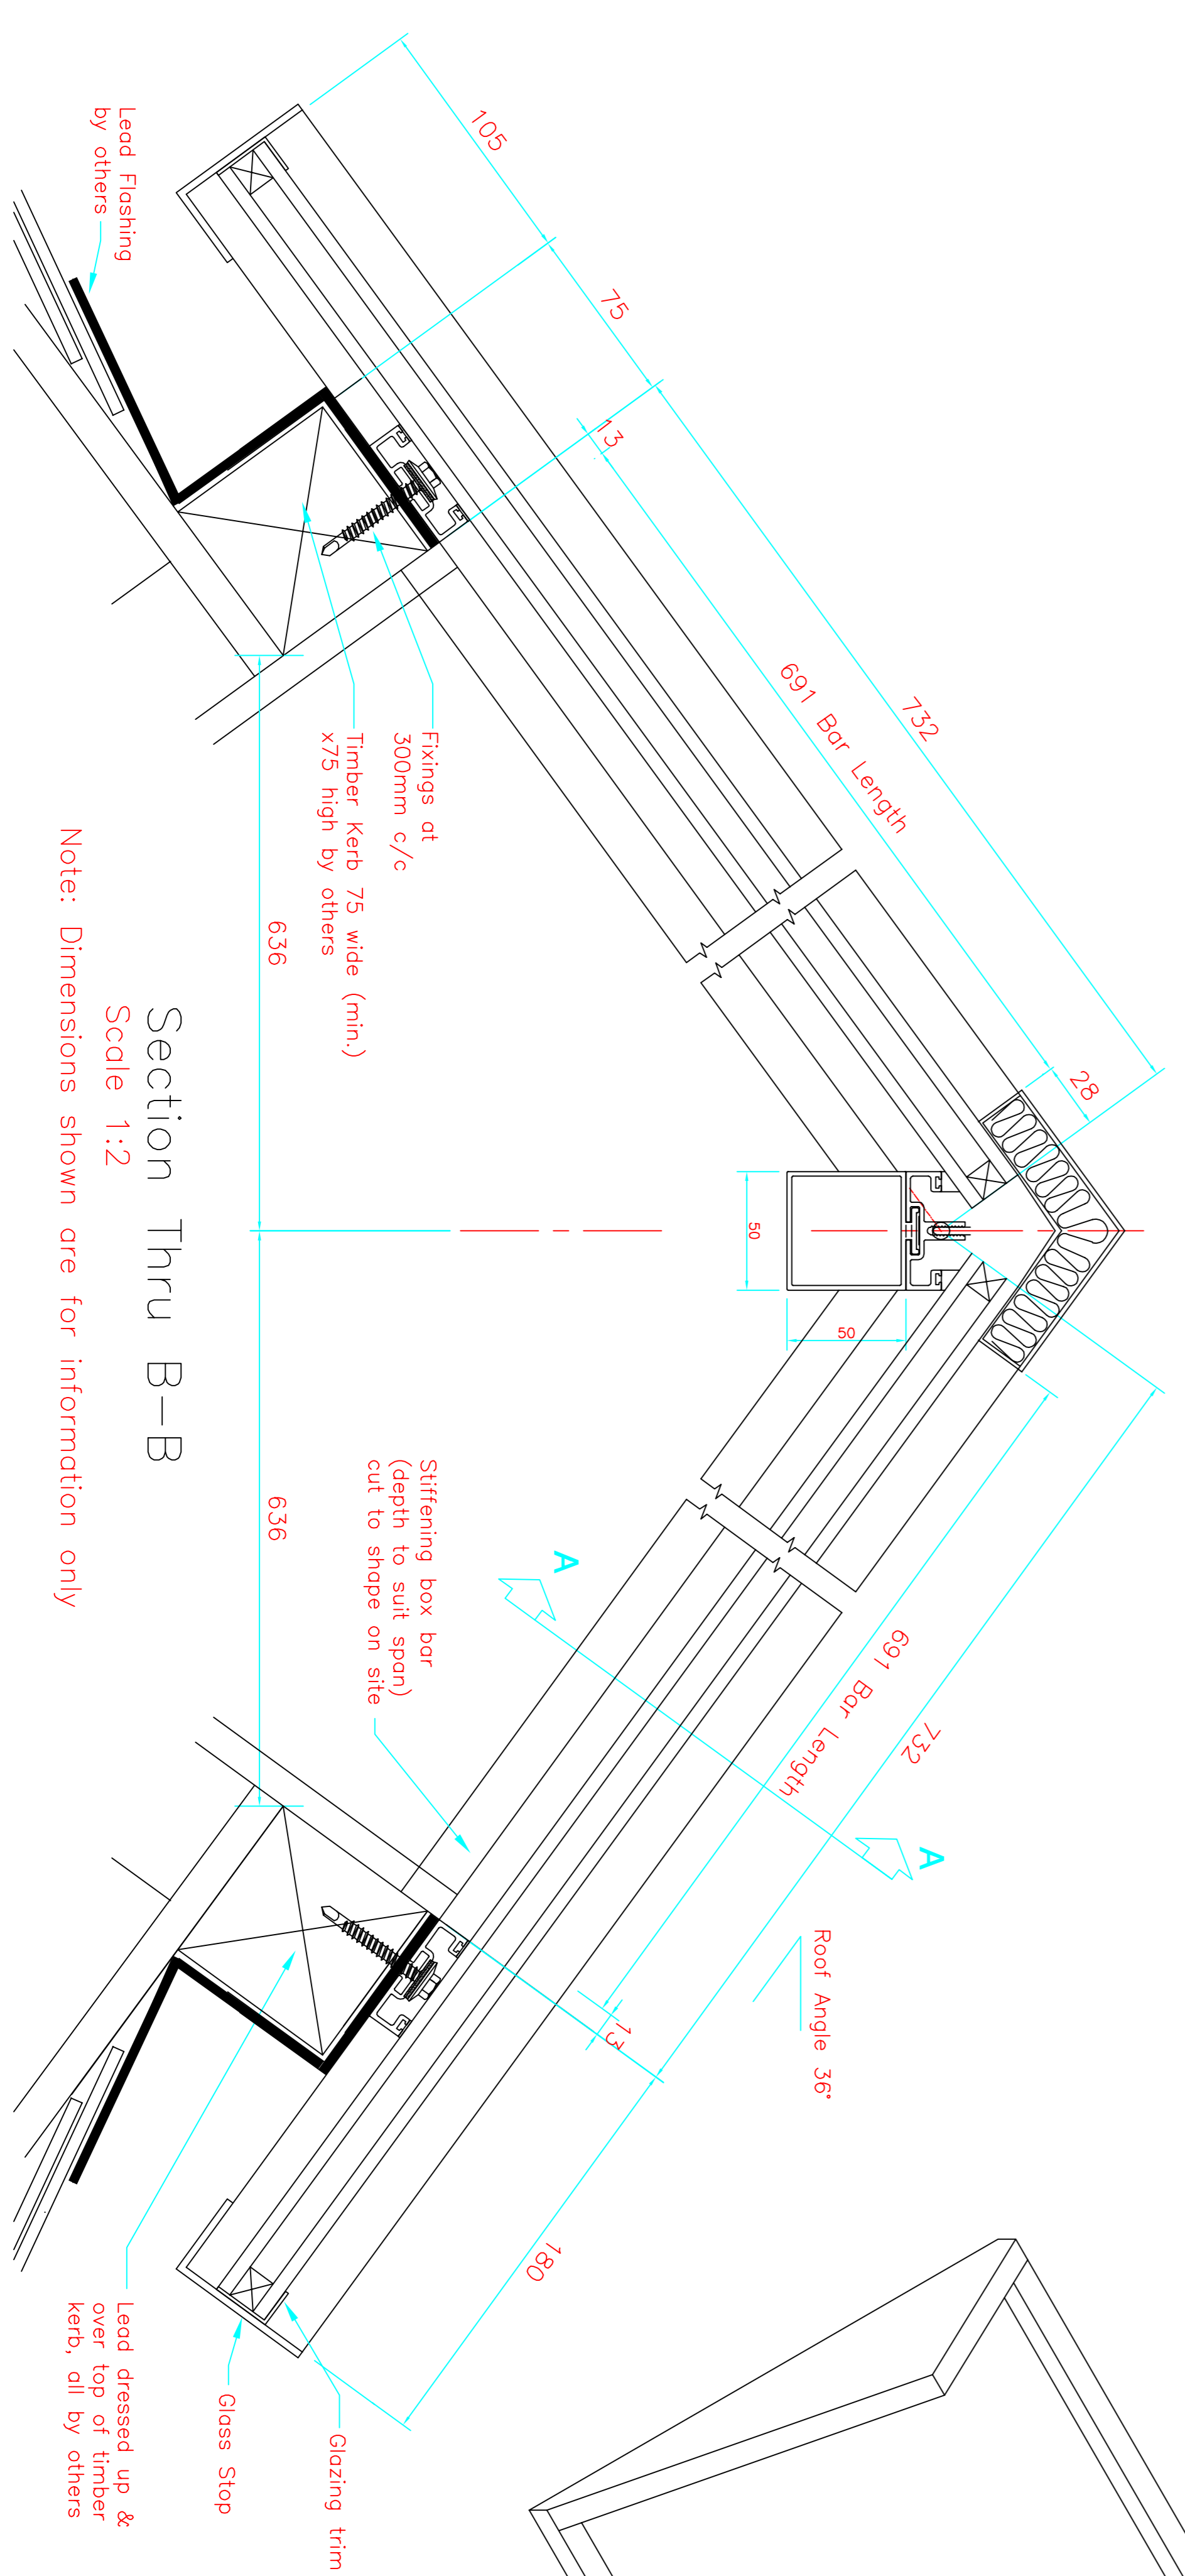 105
75
13
691 Bar Length
732
28
50
50
691 Bar Length
732
13
180
Roof Angle 36°
A
A
Lead Flashing
by others
Fixings at
300mm c/c
Timber Kerb 75 wide (min.)
x75 high by others
Stiffening box bar
(depth to suit span)
cut to shape on site
636
636
Glazing trim
Glass Stop
Lead dressed up &
over top of timber
kerb, all by others
Section Thru B-B
Scale 1:2
Note: Dimensions shown are for information only